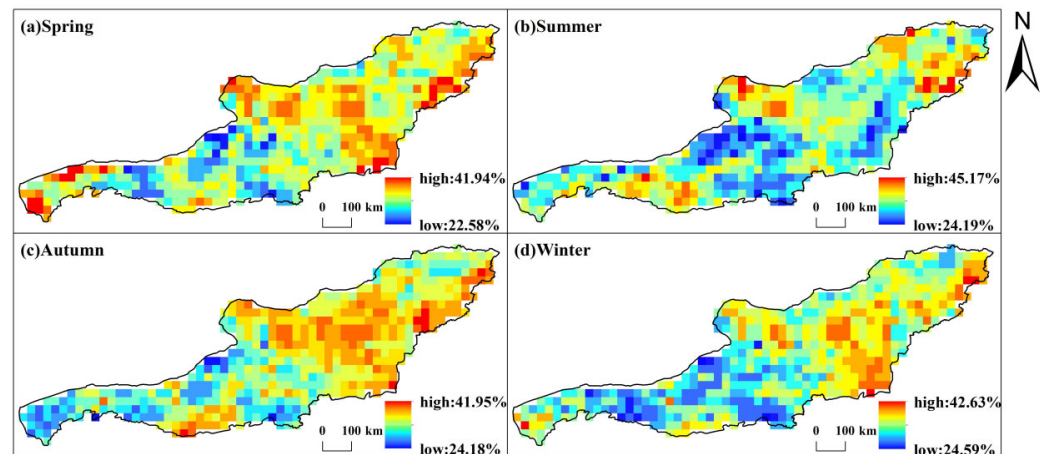 (a)Spring
high:41.94%
0 100 km
low:22.58%
(b)Summer
high:45.17%
0 100 km
low:24.19%
N
(c)Autumn
high:41.95%
0 100 km
low:24.18%
(d)Winter
high:42.63%
0 100 km
low:24.59%